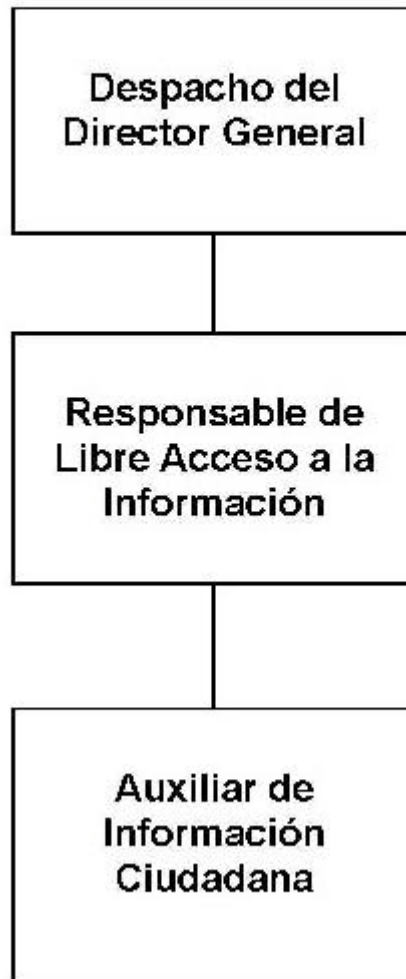 Despacho del
Director General
Responsable de
Libre Acceso a la
Información
Auxiliar de
Información
Ciudadana